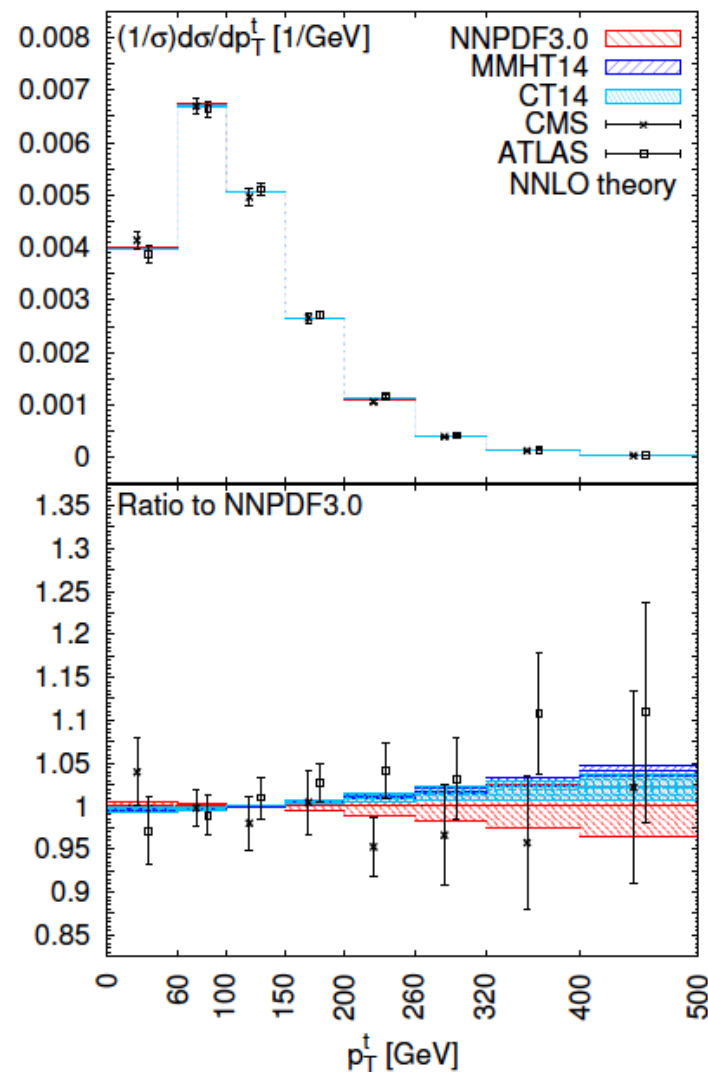 (1/σ)dσ/dp_T^t [1/GeV]
NNPDF3.0
MMHT14
CT14
CMS
ATLAS
NNLO theory
0.008
0.007
0.006
0.005
0.004
0.003
0.002
0.001
0
Ratio to NNPDF3.0
1.35
1.3
1.25
1.2
1.15
1.1
1.05
1
0.95
0.9
0.85
0 60 100 150 200 260 320 400 500
p_T^t [GeV]